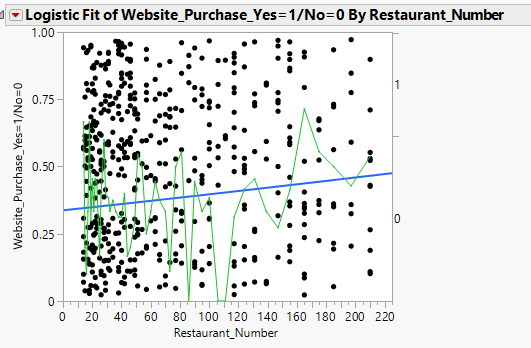 Logistic Fit of Website_Purchase_Yes=1/No=0 By Restaurant_Number
1.00
0.75
0.50
0.25
0
Website_Purchase_Yes=1/No=0
1
0
0 20 40 60 80 100 120 140 160 180 200 220
Restaurant_Number